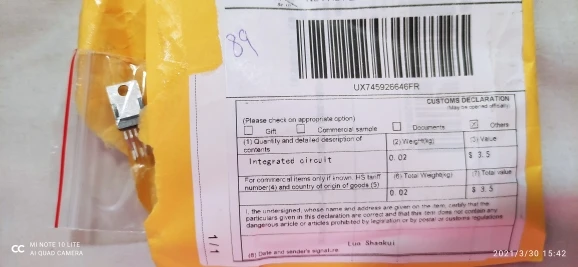 89
UX745926646FR
CUSTOMS DECLARATION
(May be opened officially)
(Please check on appropriate option)
Gift Commercial sample Documents Others
(1) Quantity and detailed description of contents (2) Weight(kg) (3) Value
Integrated circuit 0.02 $ 3.5
For commercial items only if known, HS tariff number(4) and country of origin of goods (5) (6) Total Weight(kg) (7) Total value
0.02 $ 3.5
I, the undersigned, whose name and address are given on the item, certify that the
particulars given in this declaration are correct and that this item does not contain any
dangerous article or articles prohibited by legislation or by postal or customs regulations
Luo Shankui
(8) Date and sender's signature
1/1
MI NOTE 10 LITE
AI QUAD CAMERA
2021/3/30 15:42